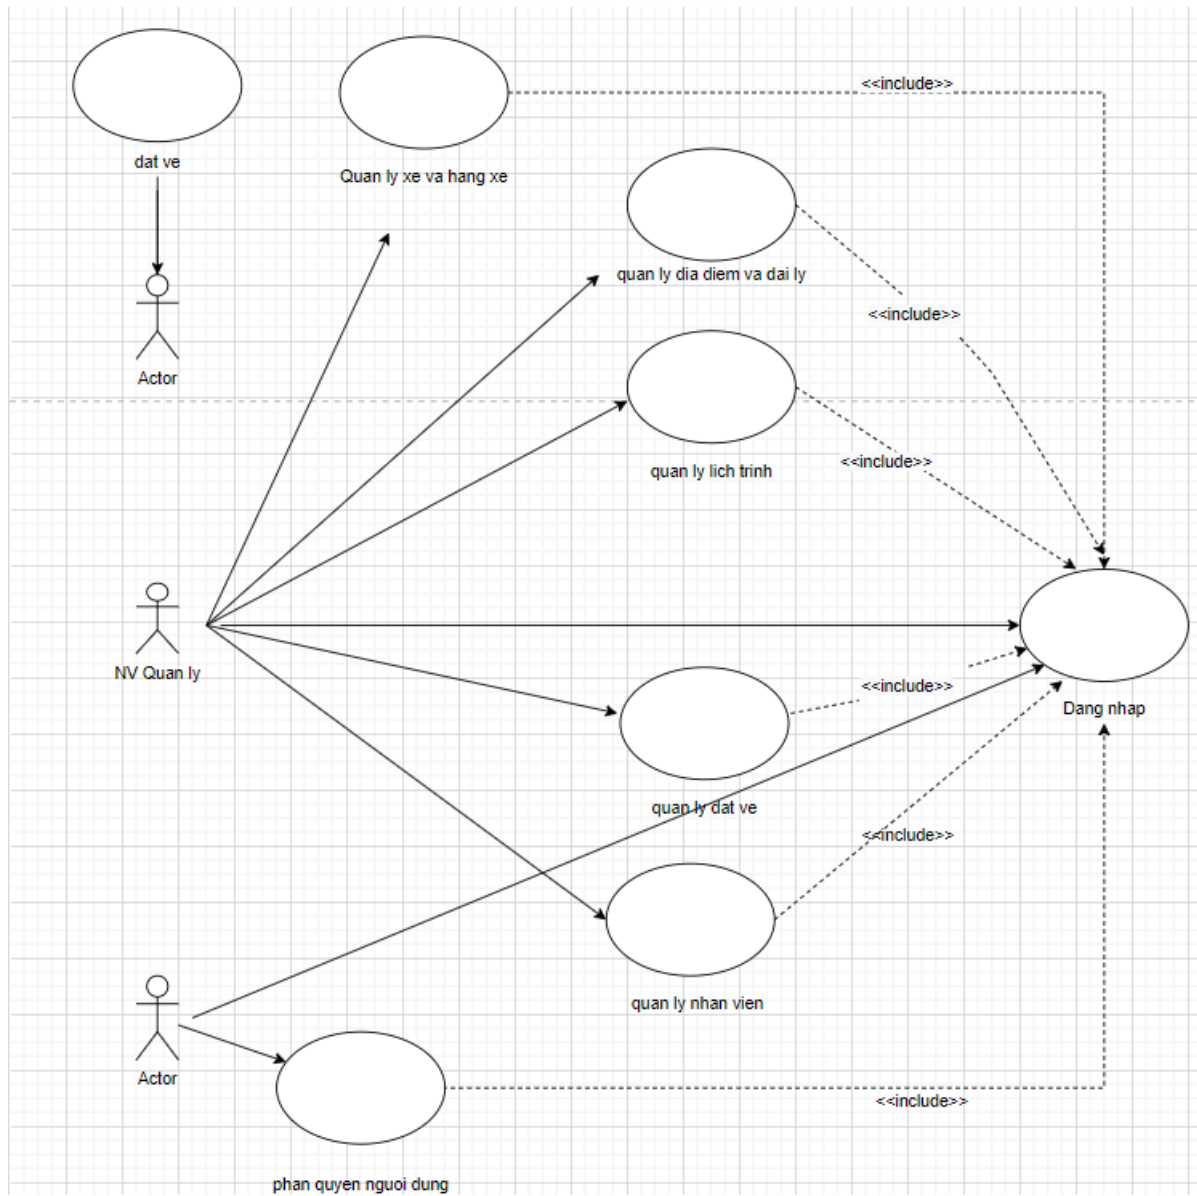 <<include>>
dat ve
Quan ly xe va hang xe
quan ly dia diem va dai ly
<<include>>
Actor
<<include>>
quan ly lich trinh
NV Quan ly
<<include>>
Dang nhap
quan ly dat ve
<<include>>
quan ly nhan vien
Actor
<<include>>
phan quyen nguoi dung